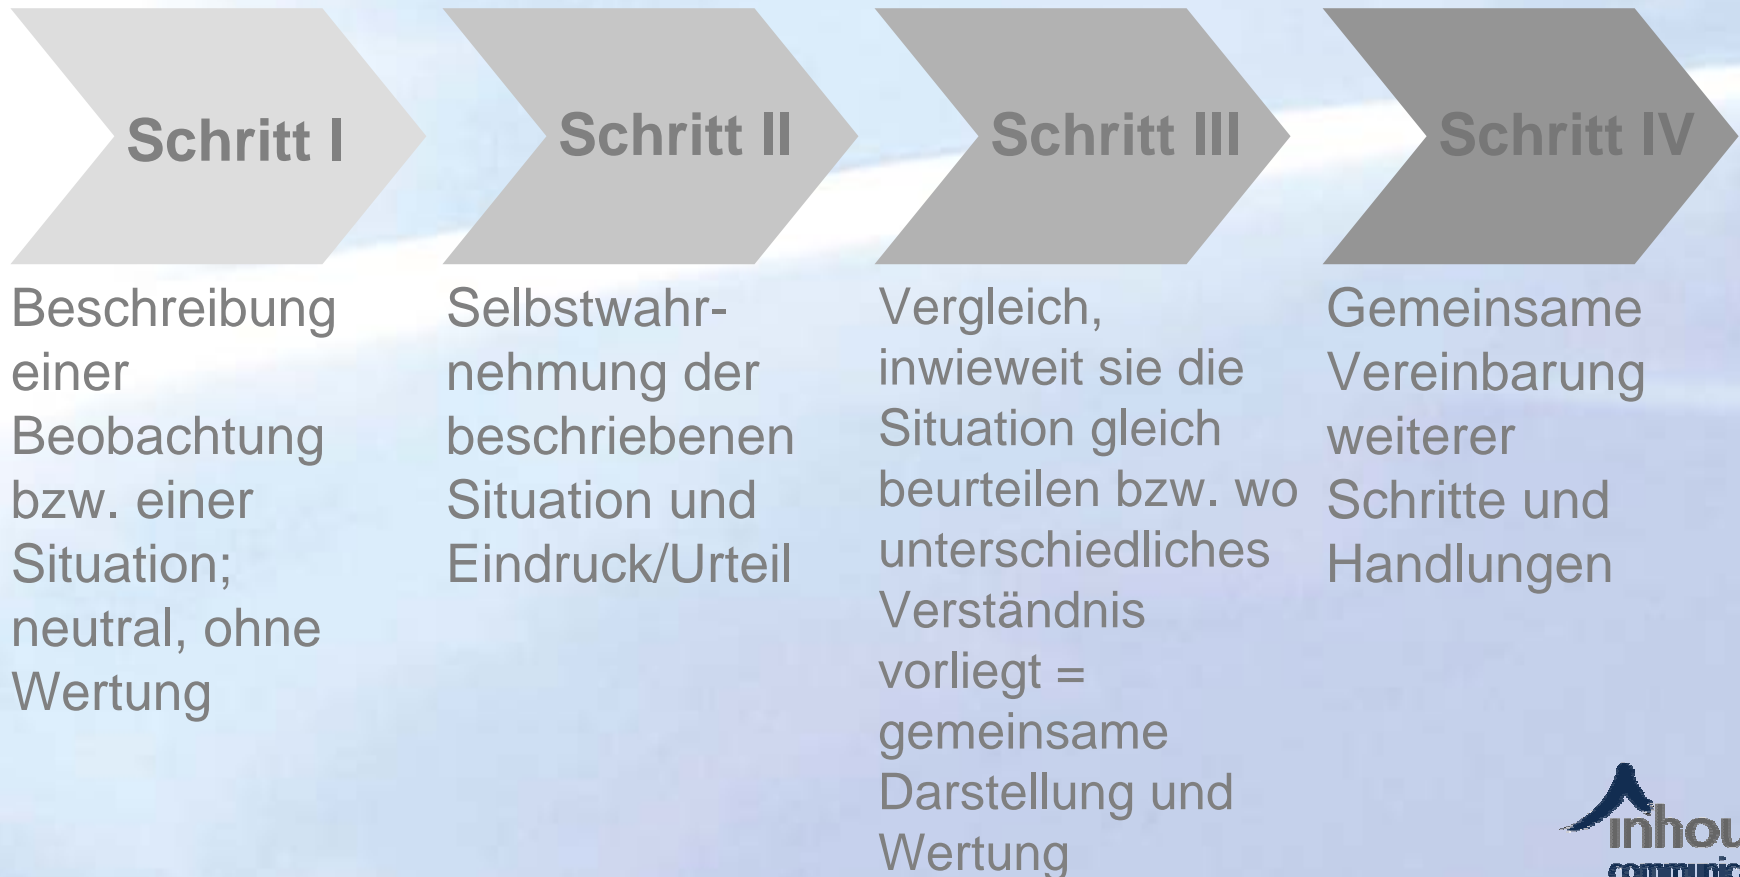 Schritt I
Beschreibung
einer
Beobachtung
bzw. einer
Situation;
neutral, ohne
Wertung
Schritt II
Selbstwahr-
nehmung der
beschriebenen
Situation und
Eindruck/Urteil
Schritt III
Vergleich,
inwieweit sie die
Situation gleich
beurteilen bzw. wo
unterschiedliches
Verständnis
vorliegt =
gemeinsame
Darstellung und
Wertung
Schritt IV
Gemeinsame
Vereinbarung
weiterer
Schritte und
Handlungen